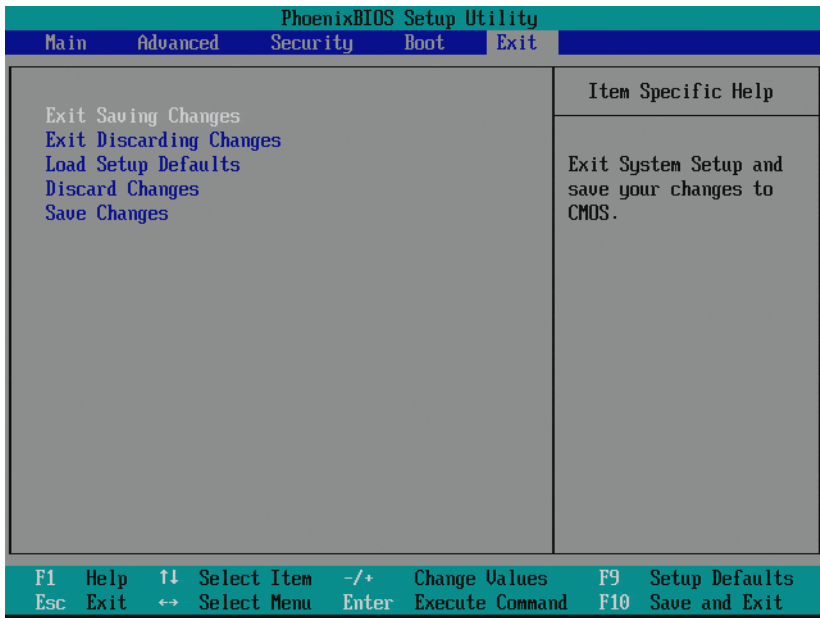 PhoenixBIOS Setup Utility
Main Advanced Security Boot Exit
Item Specific Help
Exit Saving Changes
Exit Discarding Changes
Load Setup Defaults
Discard Changes
Save Changes
Exit System Setup and
save your changes to
CMOS.
F1 Help ↑↓ Select Item -/+ Change Values F9 Setup Defaults
Esc Exit ↔ Select Menu Enter Execute Command F10 Save and Exit